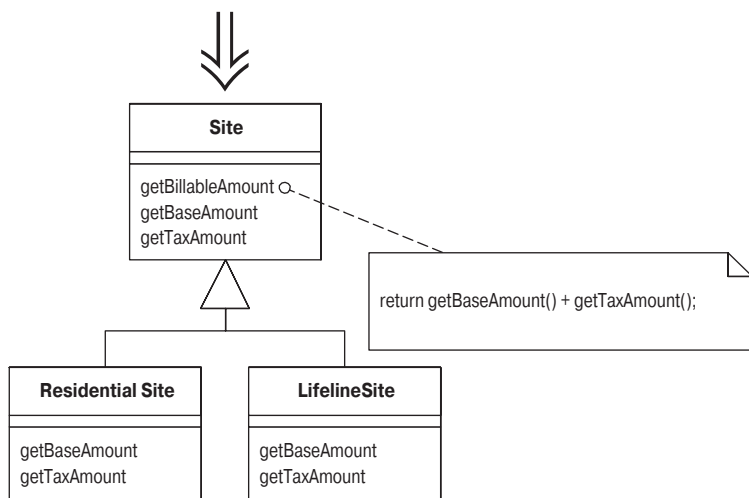 Site
getBillableAmount
getBaseAmount
getTaxAmount
return getBaseAmount() + getTaxAmount();
Residential Site
getBaseAmount
getTaxAmount
LifelineSite
getBaseAmount
getTaxAmount